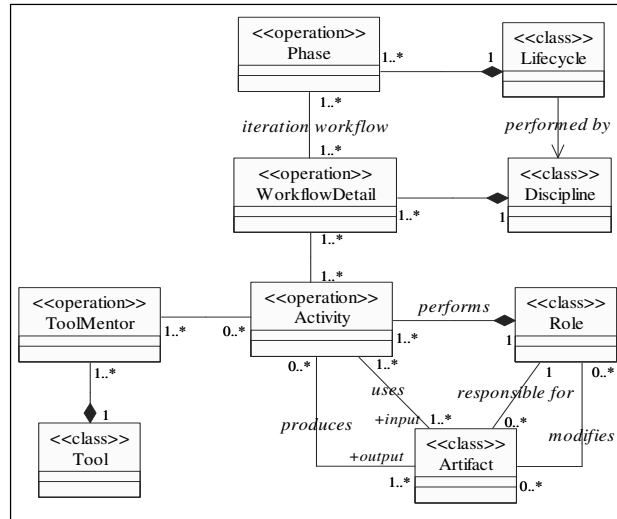 <<operation>>
Phase
<<class>>
Lifecycle
1..*
1
1..*
iteration workflow
performed by
1..*
<<operation>>
WorkflowDetail
<<class>>
Discipline
1..*
1
1..*
1..*
<<operation>>
ToolMentor
<<operation>>
Activity
<<class>>
Role
performs
1..*
0..*
1..*
1
1..*
0..*
1..*
1
0..*
uses
responsible for
produces
+input
1..*
0..*
modifies
1
<<class>>
Tool
<<class>>
Artifact
+output
1..*
0..*